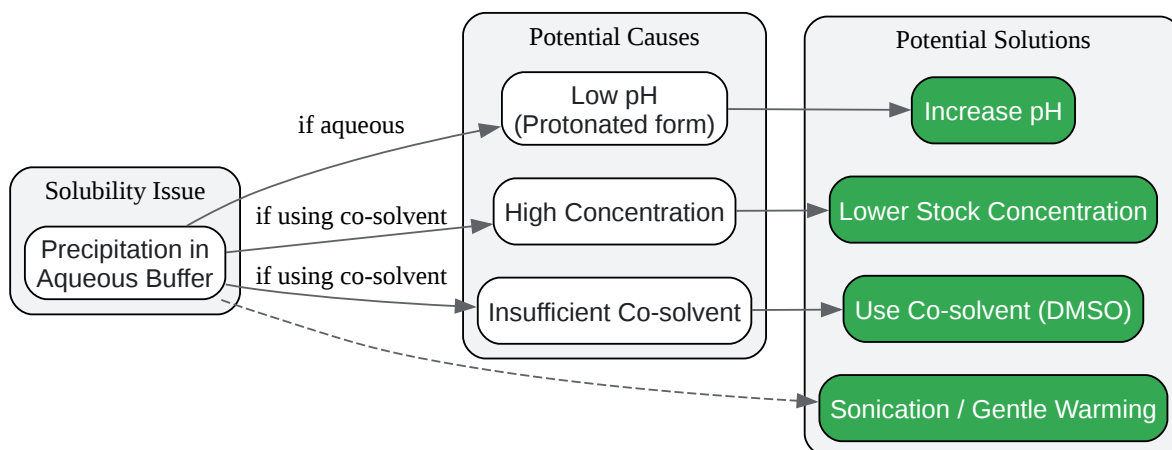 Potential Causes
Potential Solutions
Low pH
(Protonated form)
Increase pH
if aqueous
Solubility Issue
if using co-solvent
High Concentration
Lower Stock Concentration
Precipitation in
Aqueous Buffer
if using co-solvent
Insufficient Co-solvent
Use Co-solvent (DMSO)
Sonication / Gentle Warming